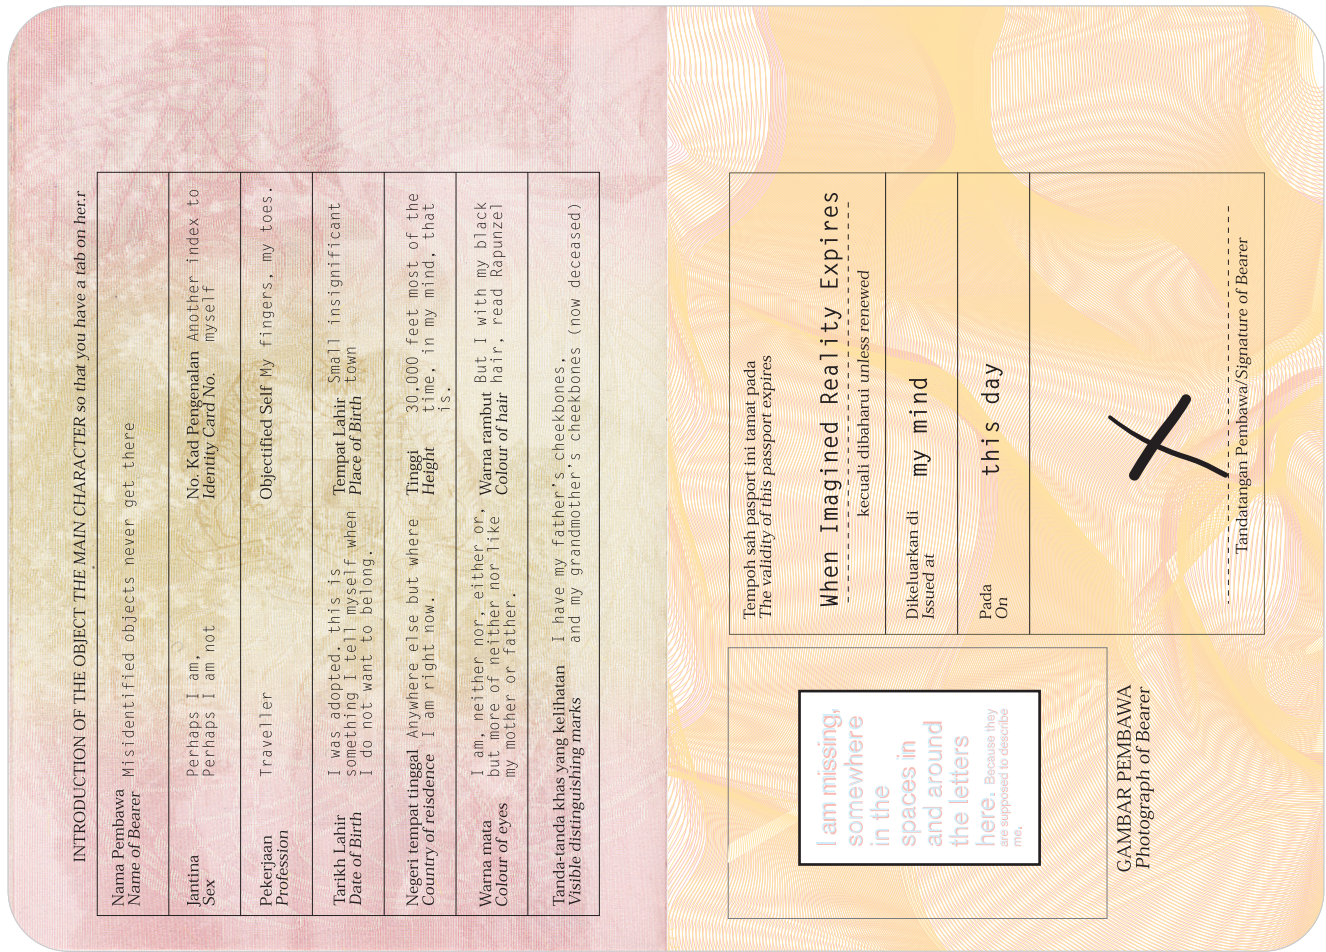 INTRODUCTION OF THE OBJECT THE MAIN CHARACTER so that you have a tab on her.r
Nama Pembawa
Name of Bearer
Misidentified objects never get there
Jantina
Sex
Perhaps I am,
Perhaps I am not
No. Kad Pengenalan
Identity Card No.
Another index to
myself
Pekerjaan
Profession
Traveller
Objectified Self My fingers, my toes.
Tarikh Lahir
Date of Birth
I was adopted. this is
something I tell myself when
I do not want to belong.
Tempat Lahir
Place of Birth
Small insignificant
town
Negeri tempat tinggal
Country of reisdence
Anywhere else but where
I am right now.
Tinggi
Height
30,000 feet most of the
time, in my mind, that
is.
Warna mata
Colour of eyes
I am, neither nor, either or,
but more of neither nor like
my mother or father.
Warna rambut
Colour of hair
But I with my black
hair, read Rapunzel
Tanda-tanda khas yang kelihatan
Visible distinguishing marks
I have my father's cheekbones,
and my grandmother's cheekbones (now deceased)
Tempoh sah pasport ini tamat pada
The validity of this passport expires
When Imagined Reality Expires
kecuali dibaharui unless renewed
Dikeluarkan di
Issued at
my mind
Pada
On
this day
Tandatangan Pembawa/Signature of Bearer
I am missing,
somewhere
in the
spaces in
and around
the letters
here. Because they
are supposed to describe
me.
GAMBAR PEMBAWA
Photograph of Bearer